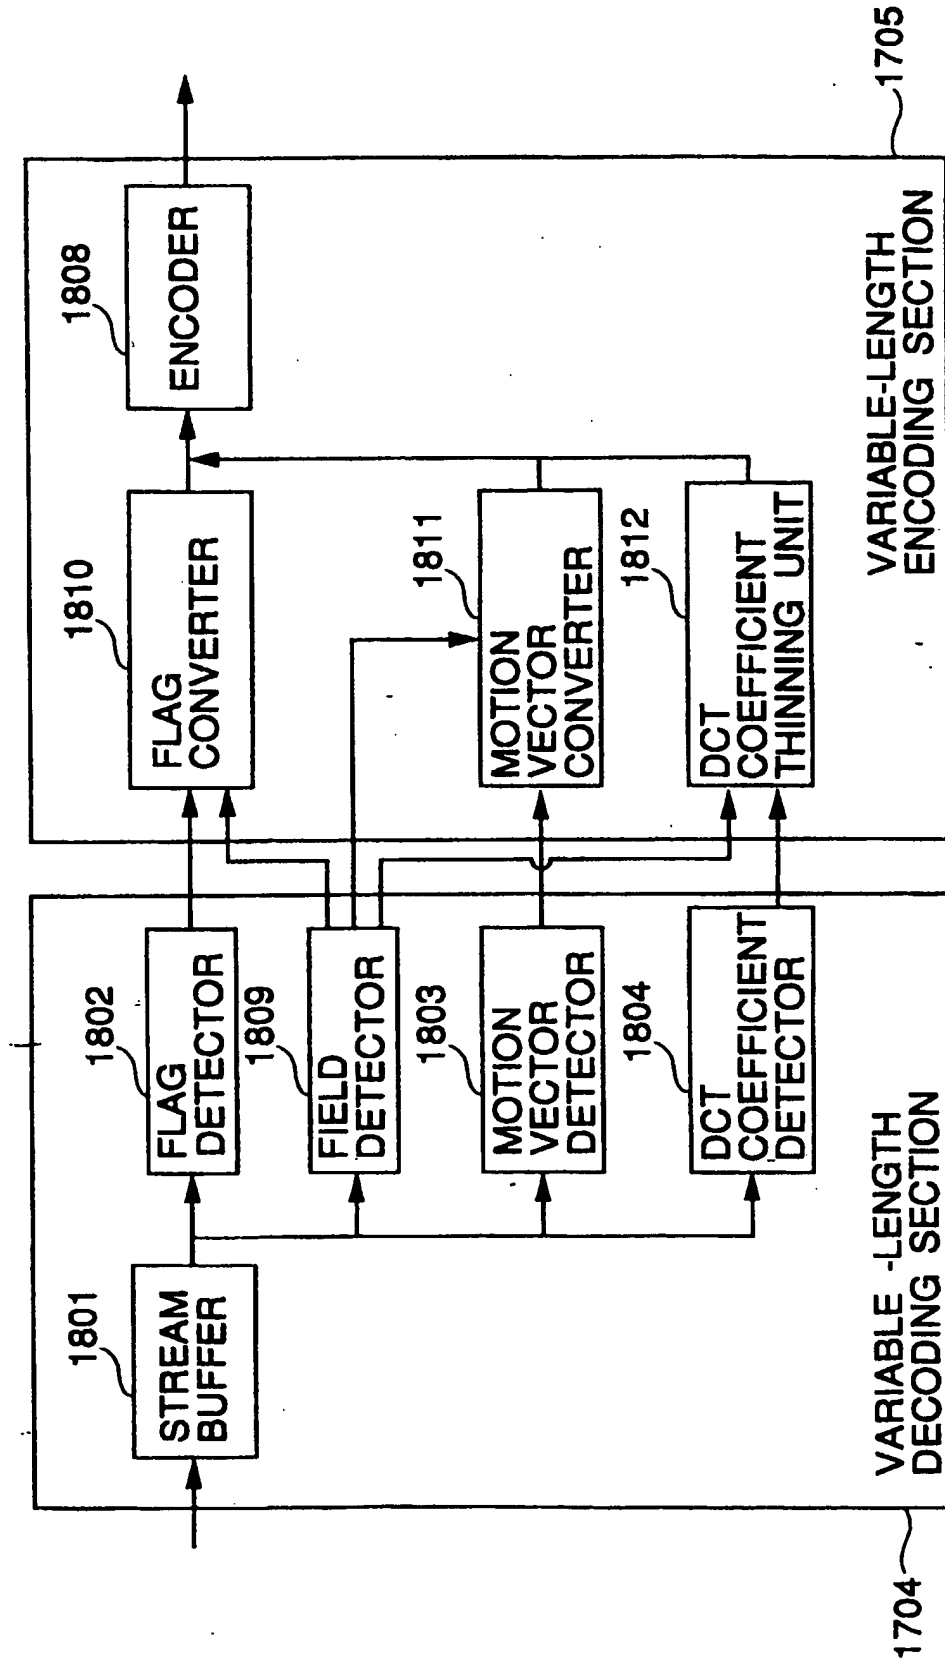 1801
STREAM
BUFFER
1802
FLAG
DETECTOR
1809
FIELD
DETECTOR
1803
MOTION
VECTOR
DETECTOR
1804
DCT
COEFFICIENT
DETECTOR
VARIABLE -LENGTH
DECODING SECTION
1704
1810
FLAG
CONVERTER
1808
ENCODER
1811
MOTION
VECTOR
CONVERTER
1812
DCT
COEFFICIENT
THINNING UNIT
VARIABLE-LENGTH
ENCODING SECTION
1705